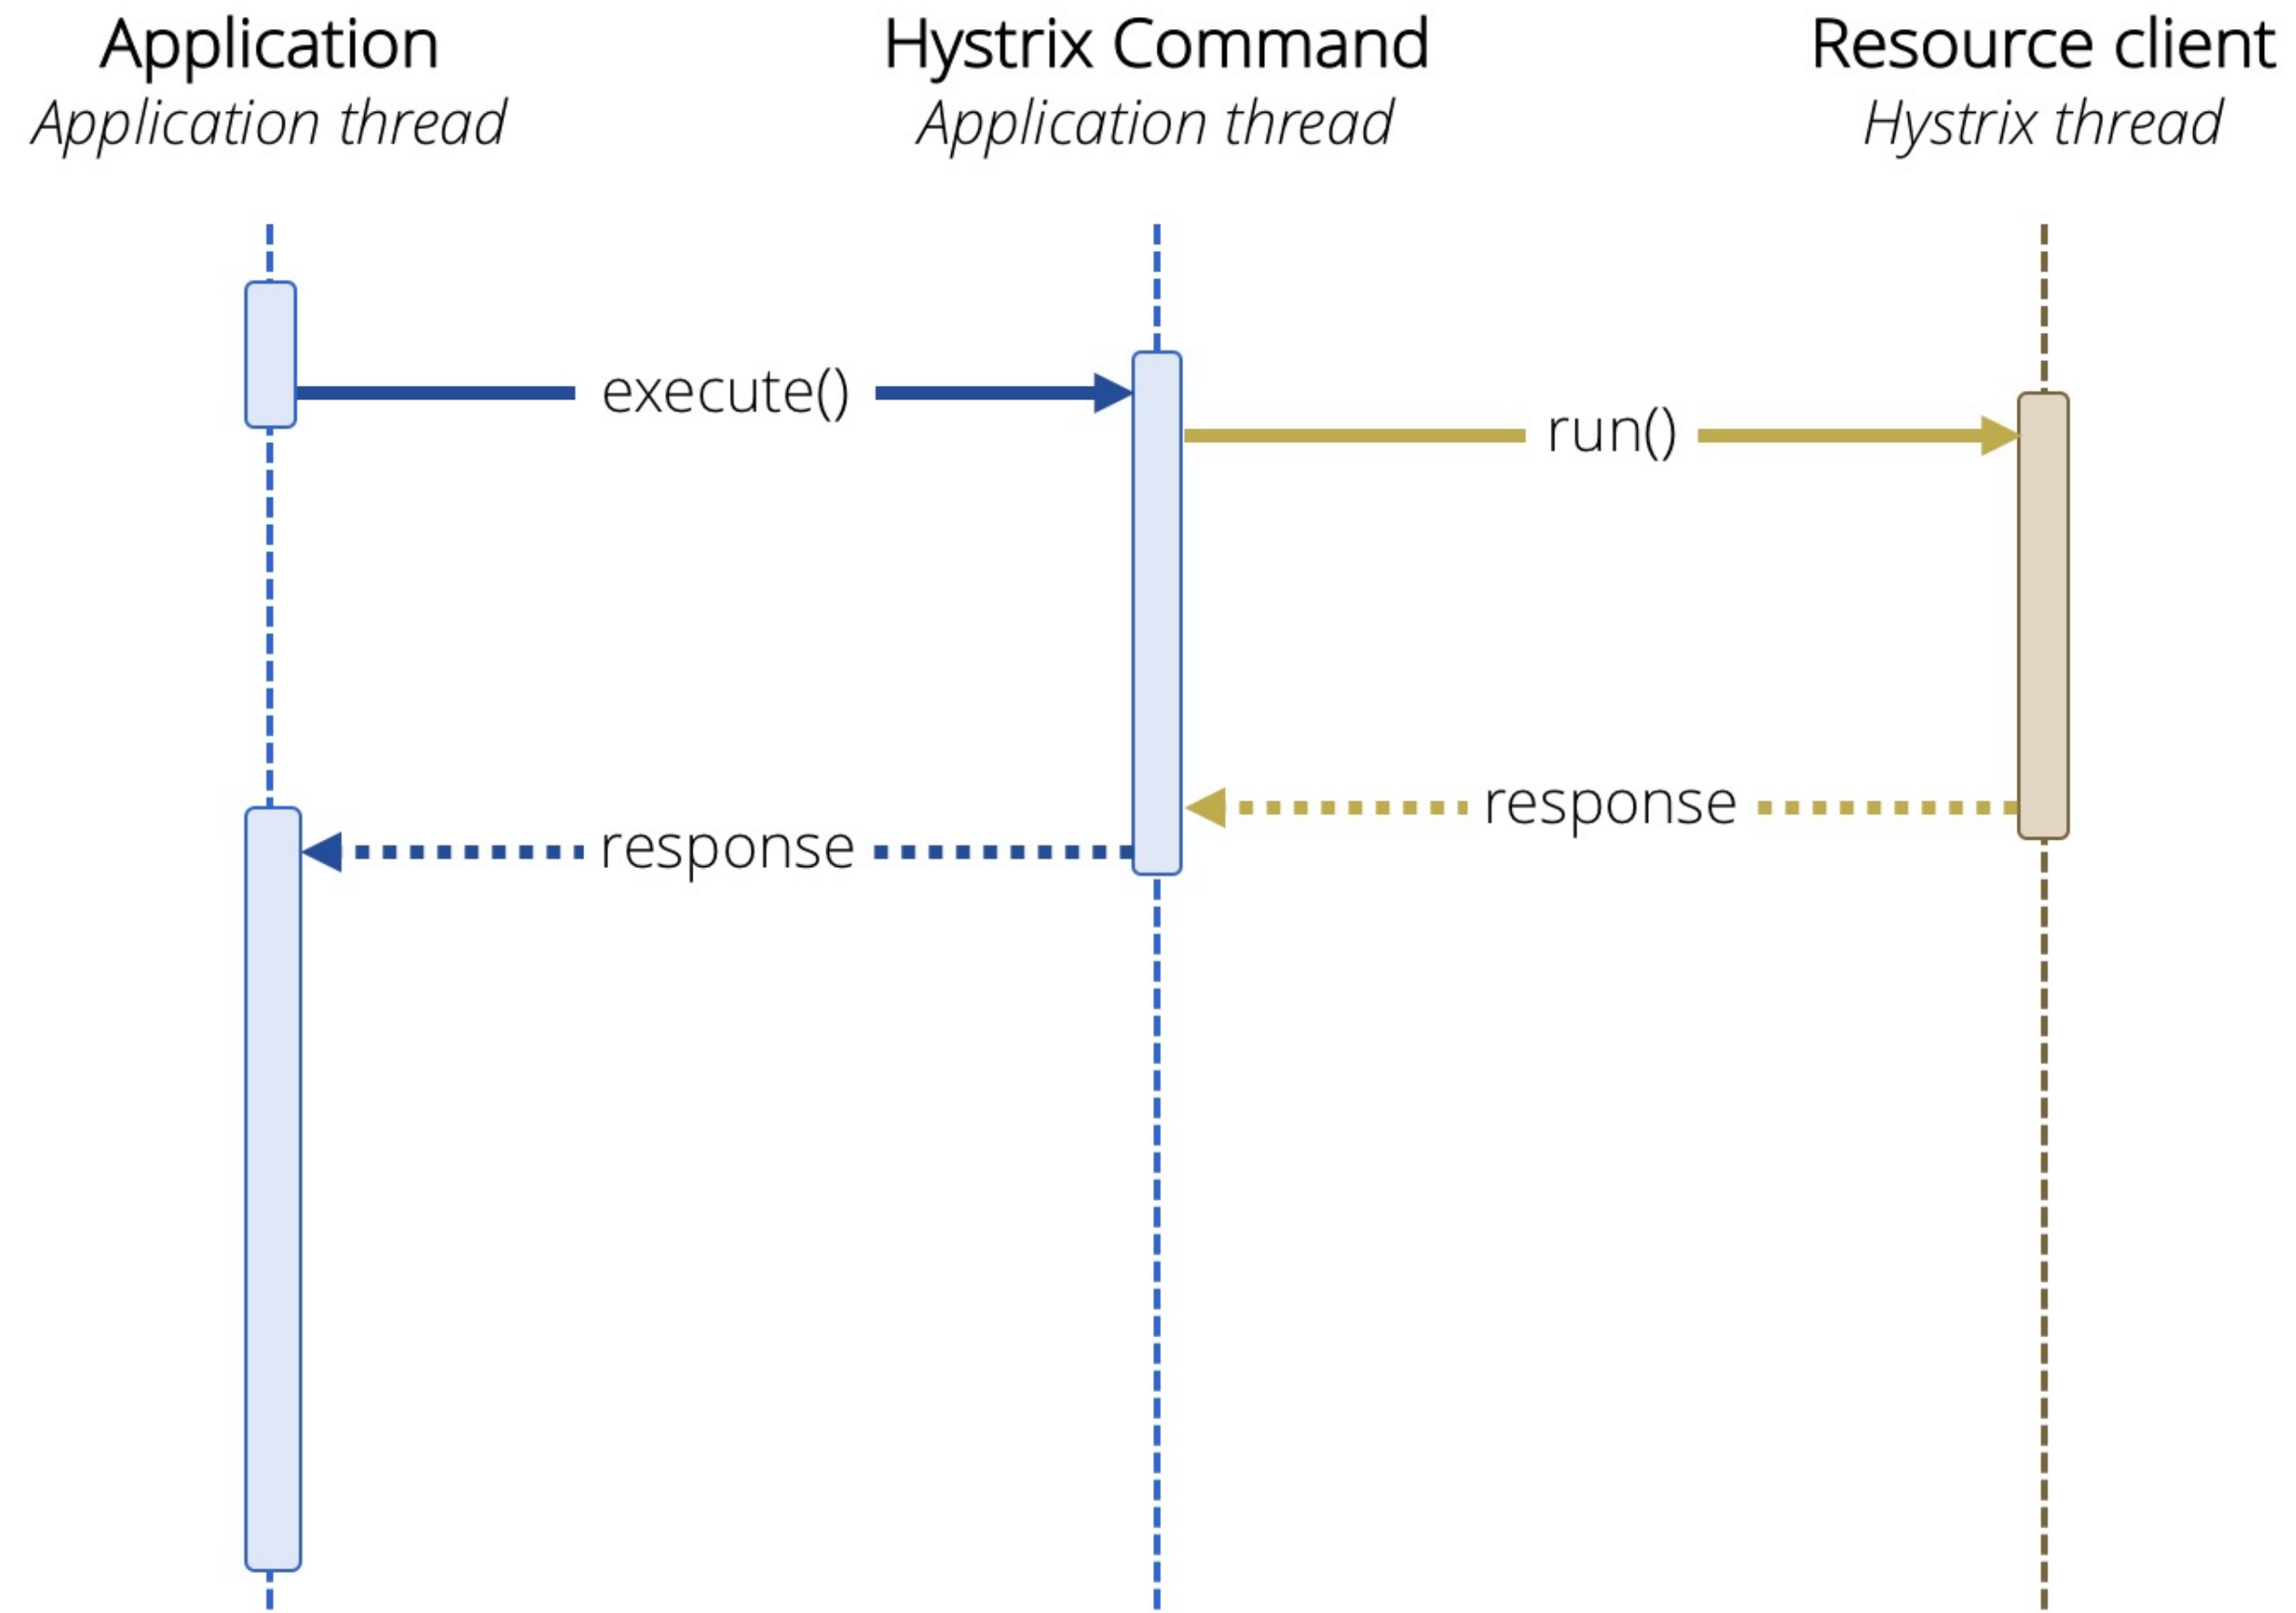 Application
Application thread
Hystrix Command
Application thread
Resource client
Hystrix thread
execute()
run()
response
response